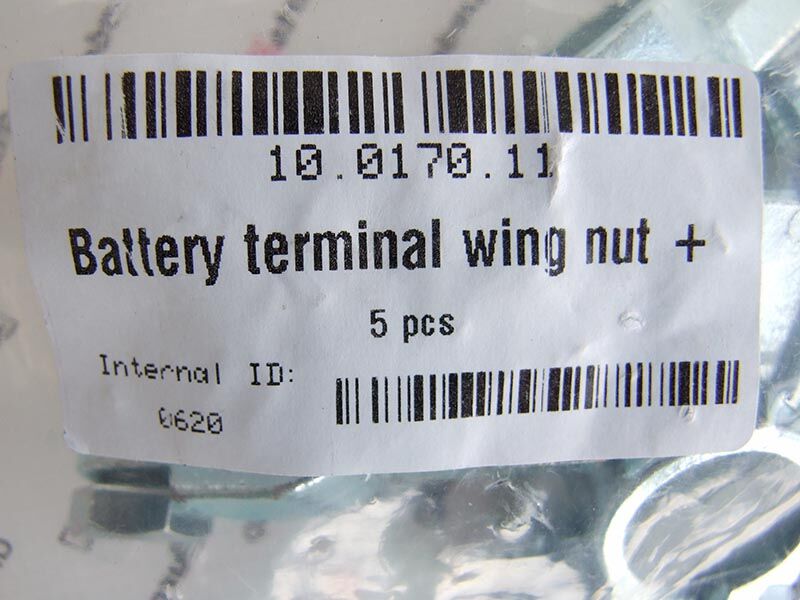 10.0170.11
Battery terminal wing nut +
5 pcs
Internal ID:
0620